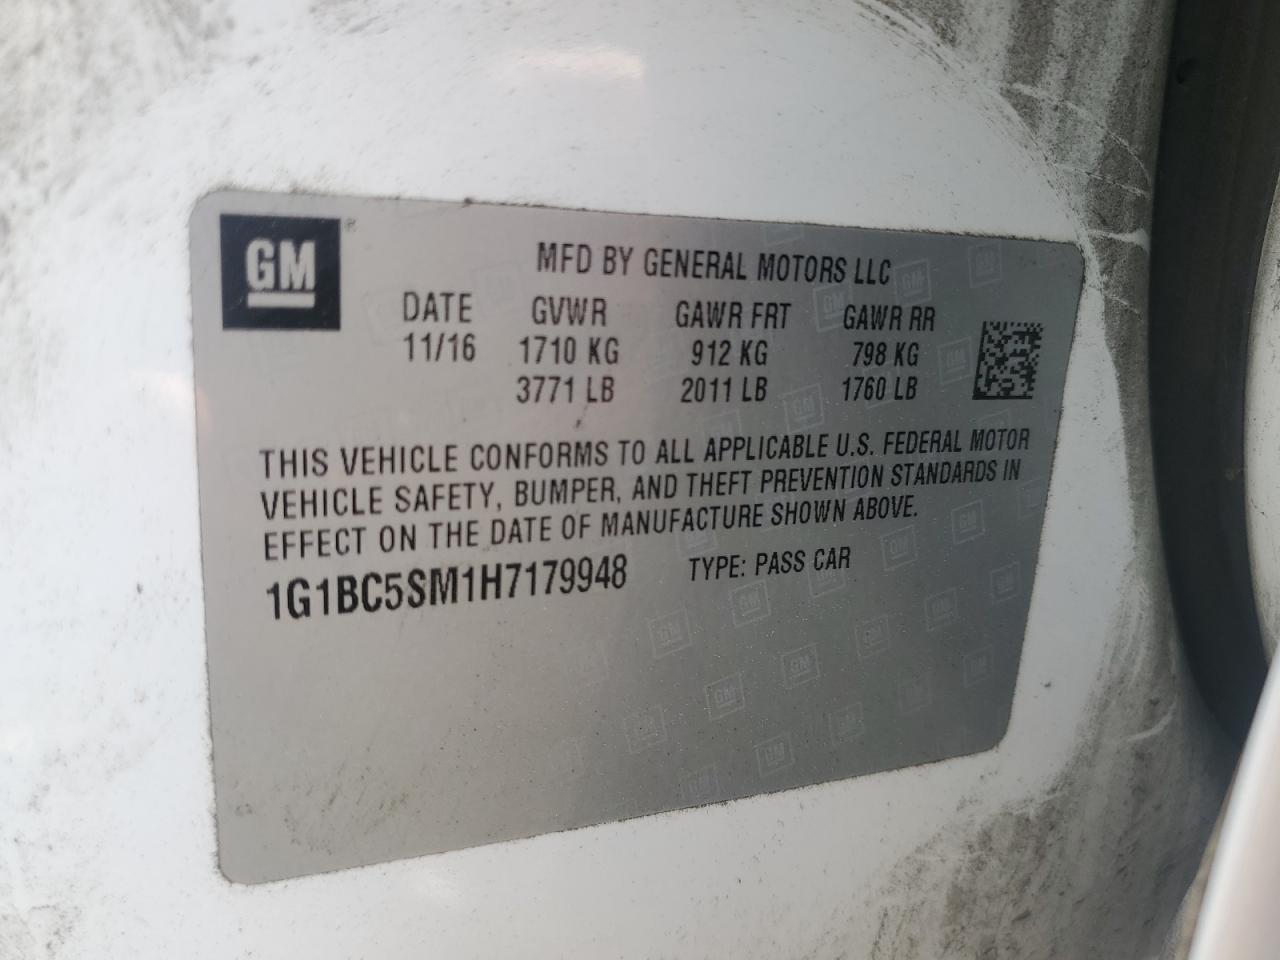 GM
MFD BY GENERAL MOTORS LLC
DATE GVWR GAWR FRT GAWR RR
11/16 1710 KG 912 KG 798 KG
3771 LB 2011 LB 1760 LB
THIS VEHICLE CONFORMS TO ALL APPLICABLE U.S. FEDERAL MOTOR
VEHICLE SAFETY, BUMPER, AND THEFT PREVENTION STANDARDS IN
EFFECT ON THE DATE OF MANUFACTURE SHOWN ABOVE.
1G1BC5SM1H7179948 TYPE: PASS CAR